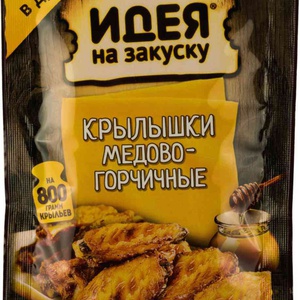 В Д
ИДЕЯ®
на закуску
КРЫЛЫШКИ
МЕДОВО-
ГОРЧИЧНЫЕ
НА
800
ГРАММ
КРЫЛЬЕВ